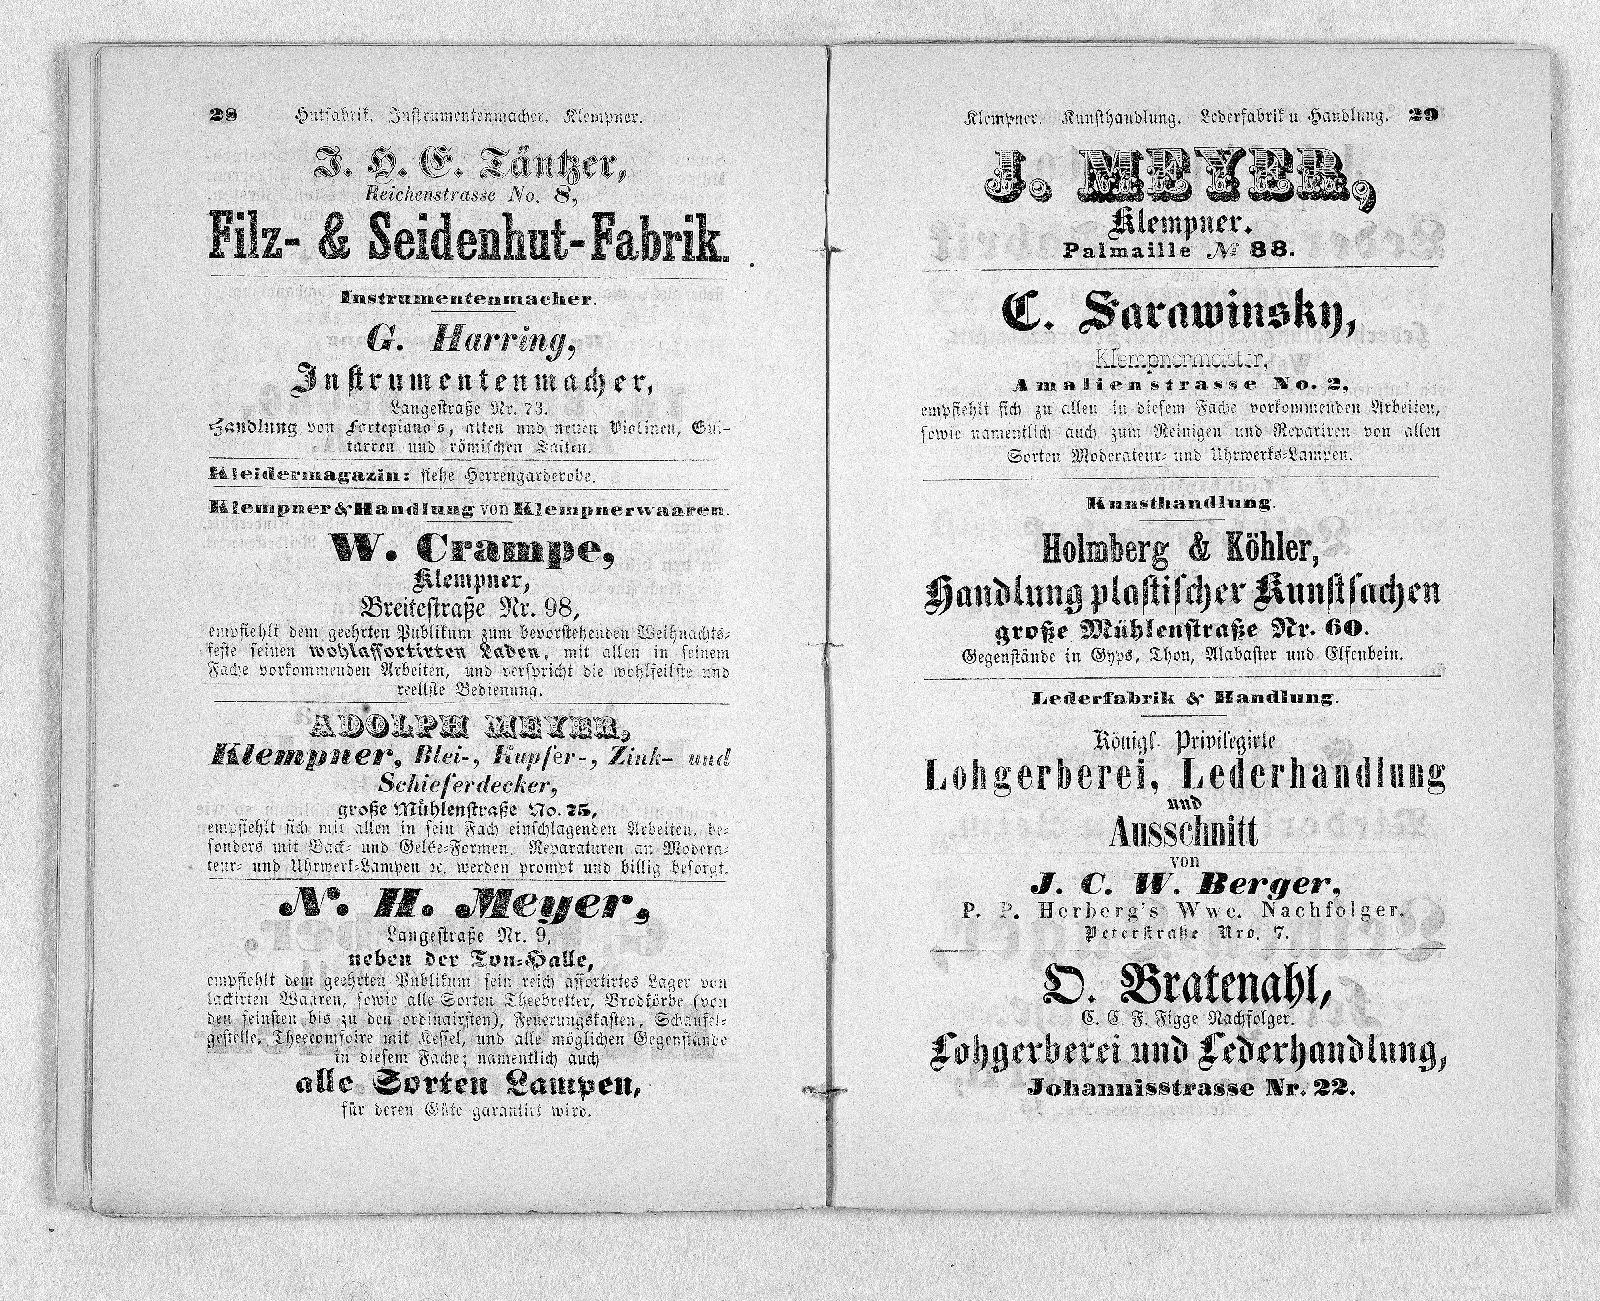 28 Hutfabrik. Instrumentenmacher. Klempner.
J. H. E. Täntzer,
Reichenstrasse No. 8,
Filz- & Seidenhut-Fabrik.
Instrumentenmacher.
G. Harring,
Instrumentenmacher,
Langestraße Nr. 73.
Handlung von Fortepiano's, alten und neuen Violinen, Gui-
tarren und römischen Saiten.
Kleidermagazin: siehe Herrengarderobe.
Klempner & Handlung von Klempnerwaaren.
W. Crampe,
Klempner,
Breitestraße Nr. 98,
empfiehlt dem geehrten Publikum zum bevorstehenden Weihnachts-
feste seinen wohlassortirten Laden, mit allen in seinem
Fache vorkommenden Arbeiten, und verspricht die wohlfeilste und
reellste Bedienung.
ADOLPH MEYER,
Klempner, Blei-, Kupfer-, Zink- und
Schieferdecker,
große Mühlenstraße No. 75,
empfiehlt sich mit allen in sein Fach einschlagenden Arbeiten, be-
sonders mit Back- und Gelée-Formen. Reparaturen an Modera-
teur- und Uhrwerk-Lampen ꝛc. werden prompt und billig besorgt.
N. H. Meyer,
Langestraße Nr. 9,
neben der Ton-Halle,
empfiehlt dem geehrten Publikum sein reich assortirtes Lager von
lackirten Waaren, sowie alle Sorten Theebretter, Brodkörbe (von
den feinsten bis zu den ordinairsten), Feuerungskasten, Schaufel-
gestelle, Theecomfoire mit Kessel, und alle möglichen Gegenstände
in diesem Fache; namentlich auch
alle Sorten Lampen,
für deren Güte garantirt wird.
Klempner. Kunsthandlung. Lederfabrik u Handlung. 29
J. MEYER,
Klempner.
Palmaille № 88.
C. Sarawinsky,
Klempnermeister,
Amalienstrasse No. 2,
empfiehlt sich zu allen in diesem Fache vorkommenden Arbeiten,
sowie namentlich auch zum Reinigen und Repariren von allen
Sorten Moderateur- und Uhrwerks-Lampen.
Kunsthandlung.
Holmberg & Köhler,
Handlung plastischer Kunstsachen
große Mühlenstraße Nr. 60.
Gegenstände in Gyps, Thon, Alabaster und Elfenbein.
Lederfabrik & Handlung.
Königl. Privilegirte
Lohgerberei, Lederhandlung
und
Ausschnitt
von
J. C. W. Berger,
P. P. Herberg's Wwe. Nachfolger.
Peterstraße Nro. 7.
O. Bratenahl,
C. C. F. Figge Nachfolger.
Lohgerberei und Lederhandlung,
Johannisstrasse Nr. 22.